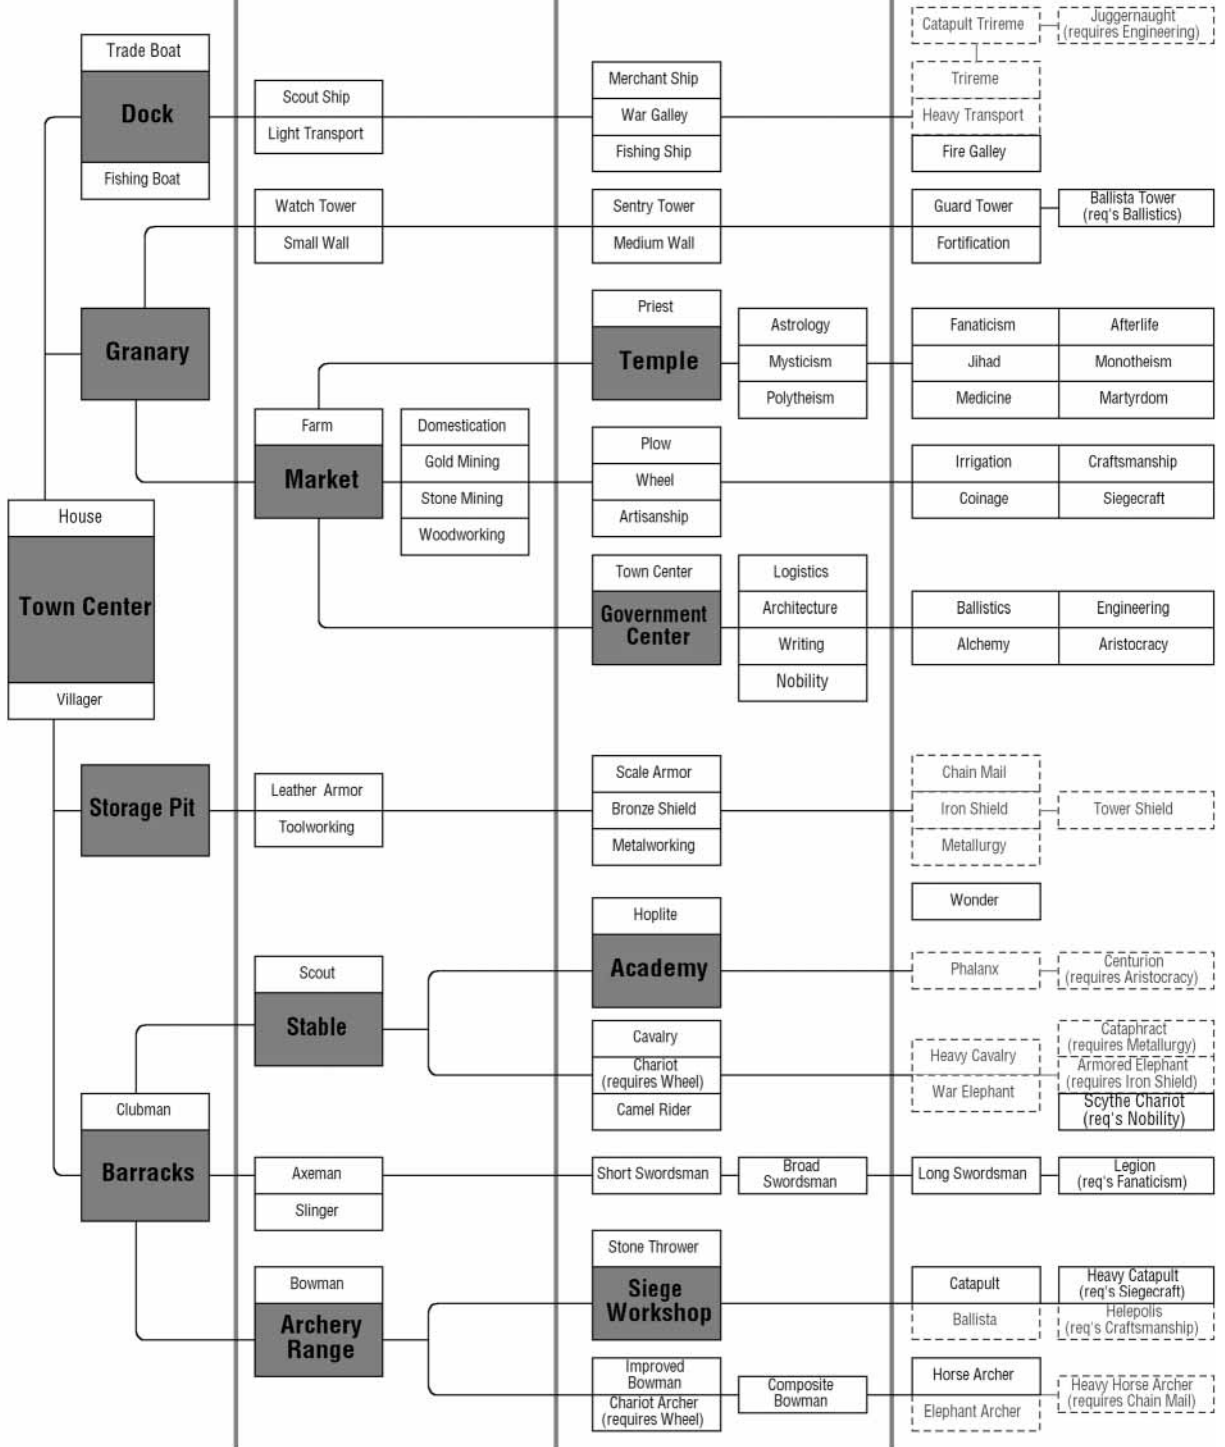 Trade Boat
Dock
Fishing Boat
Scout Ship
Light Transport
Merchant Ship
War Galley
Fishing Ship
Catapult Trireme
Juggernaught
(requires Engineering)
Trireme
Heavy Transport
Fire Galley
Granary
Watch Tower
Small Wall
Sentry Tower
Medium Wall
Guard Tower
Fortification
Ballista Tower
(req's Ballistics)
Priest
Temple
Astrology
Mysticism
Polytheism
Fanaticism
Afterlife
Jihad
Monotheism
Medicine
Martyrdom
Farm
Market
Domestication
Gold Mining
Stone Mining
Woodworking
Plow
Wheel
Artisanship
Irrigation
Craftsmanship
Coinage
Siegecraft
House
Town Center
Villager
Town Center
Government
Center
Logistics
Architecture
Writing
Nobility
Ballistics
Engineering
Alchemy
Aristocracy
Storage Pit
Leather Armor
Toolworking
Scale Armor
Bronze Shield
Metalworking
Chain Mail
Iron Shield
Tower Shield
Metallurgy
Wonder
Scout
Stable
Hoplite
Academy
Phalanx
Centurion
(requires Aristocracy)
Cavalry
Chariot
(requires Wheel)
Camel Rider
Heavy Cavalry
War Elephant
Cataphract
(requires Metallurgy)
Armored Elephant
(requires Iron Shield)
Scythe Chariot
(req's Nobility)
Clubman
Barracks
Axeman
Slinger
Short Swordsman
Broad
Swordsman
Long Swordsman
Legion
(req's Fanaticism)
Bowman
Archery
Range
Stone Thrower
Siege
Workshop
Catapult
Heavy Catapult
(req's Siegecraft)
Ballista
Helepolis
(req's Craftsmanship)
Improved
Bowman
Chariot Archer
(requires Wheel)
Composite
Bowman
Horse Archer
Elephant Archer
Heavy Horse Archer
(requires Chain Mail)